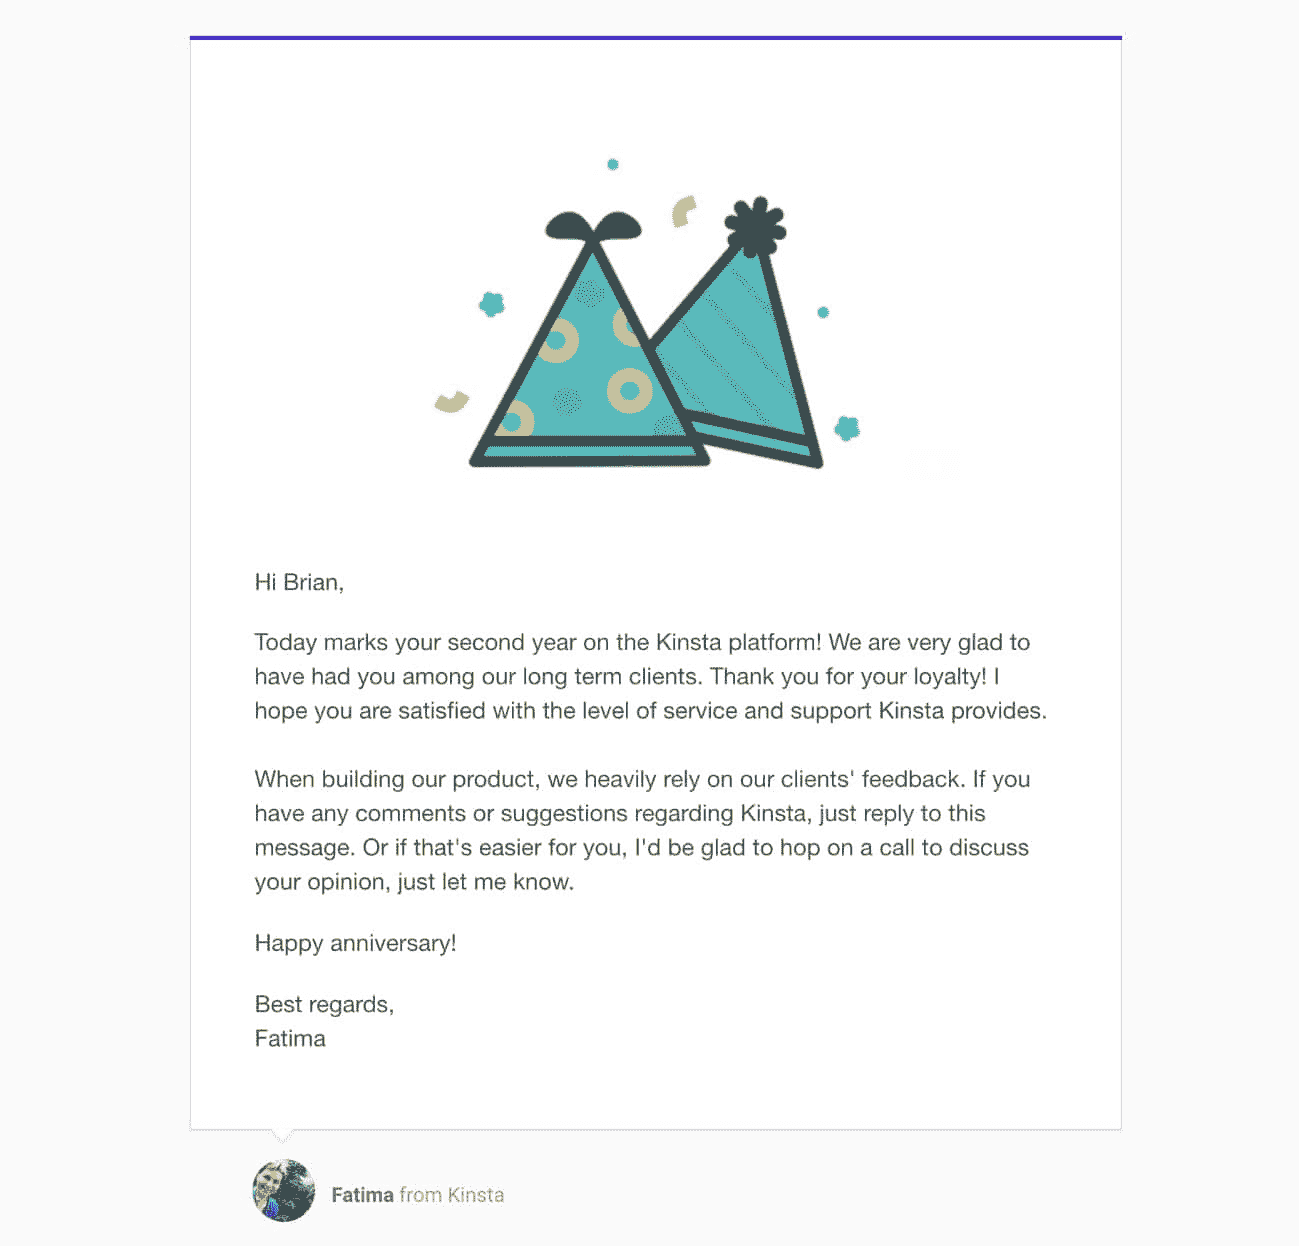 Hi Brian,
Today marks your second year on the Kinsta platform! We are very glad to
have had you among our long term clients. Thank you for your loyalty! I
hope you are satisfied with the level of service and support Kinsta provides.
When building our product, we heavily rely on our clients' feedback. If you
have any comments or suggestions regarding Kinsta, just reply to this
message. Or if that's easier for you, I'd be glad to hop on a call to discuss
your opinion, just let me know.
Happy anniversary!
Best regards,
Fatima
Fatima from Kinsta